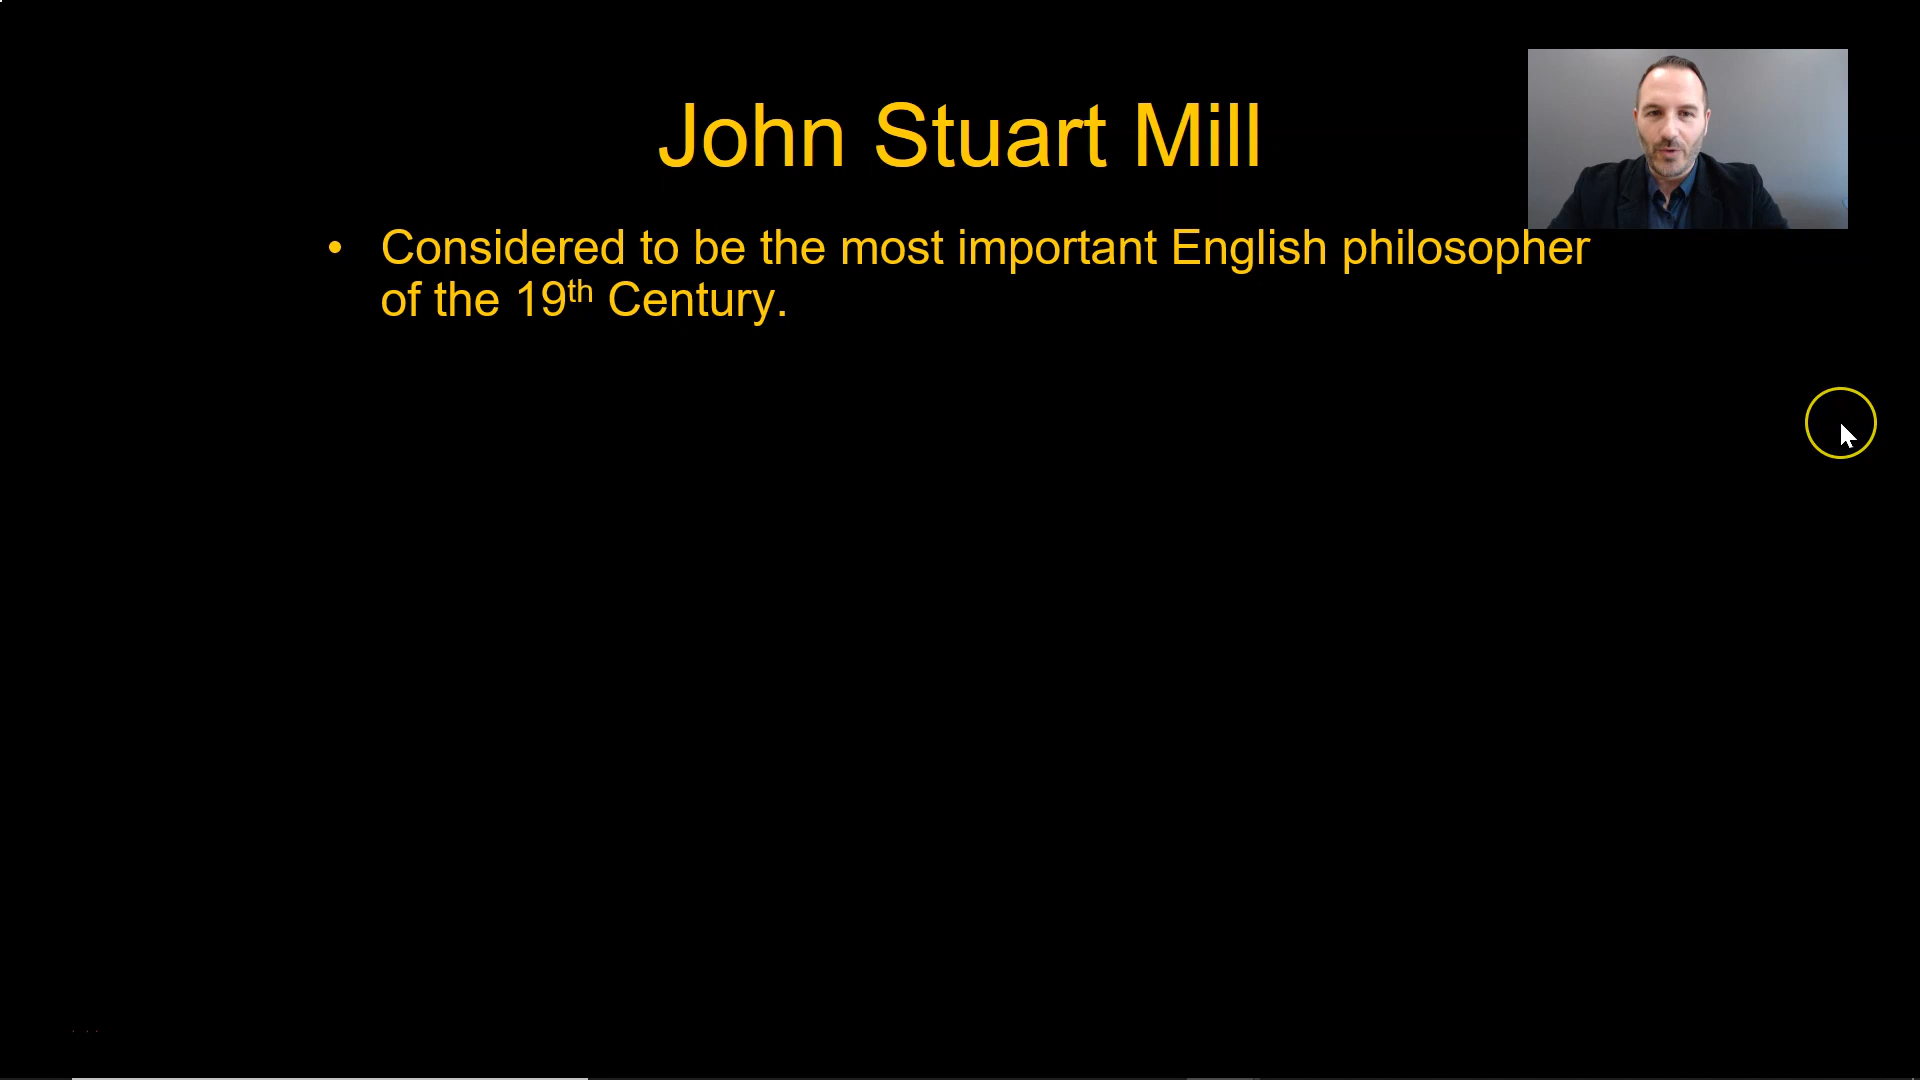 John Stuart Mill
• Considered to be the most important English philosopher
of the 19th Century.